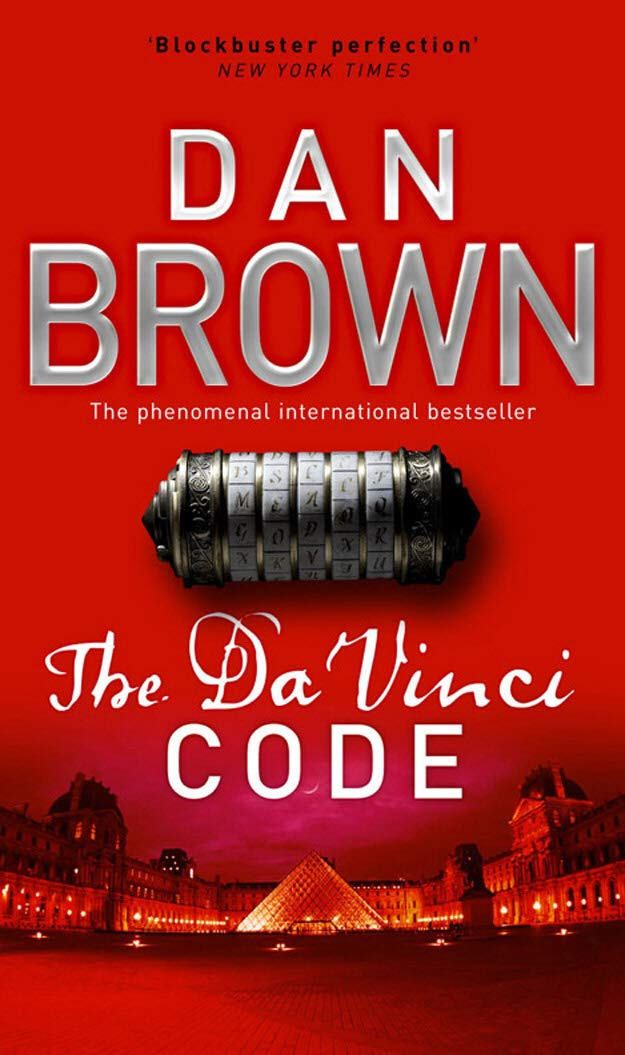 ‘Blockbuster perfection’
NEW YORK TIMES
DAN
BROWN
The phenomenal international bestseller
The Da Vinci
CODE